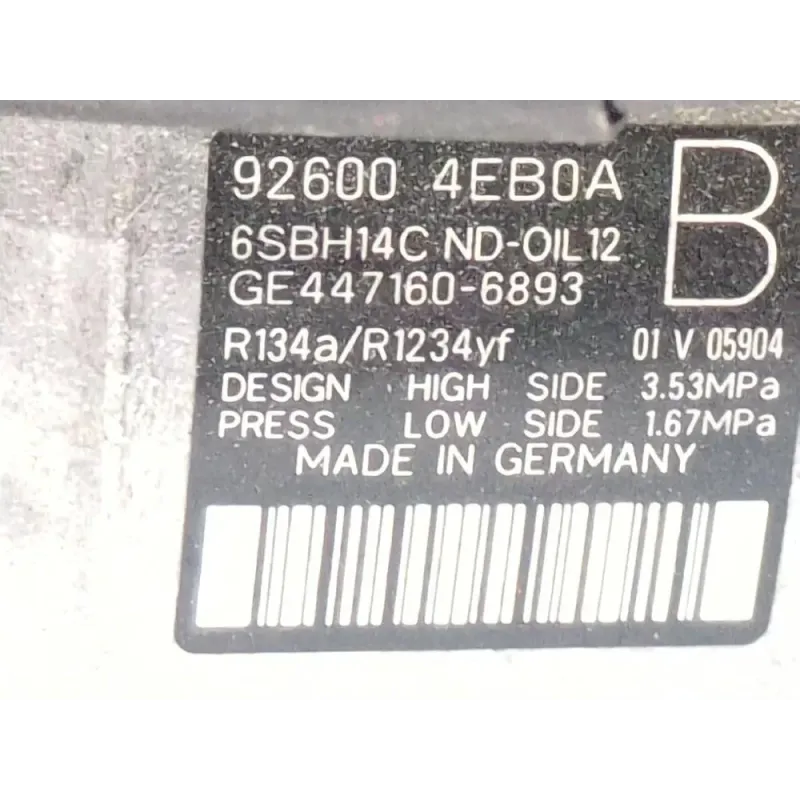 92600 4EB0A
B
6SBH14C ND-OIL12
GE447160-6893
R134a/R1234yf 01 V 05904
DESIGN HIGH SIDE 3.53MPa
PRESS LOW SIDE 1.67MPa
MADE IN GERMANY